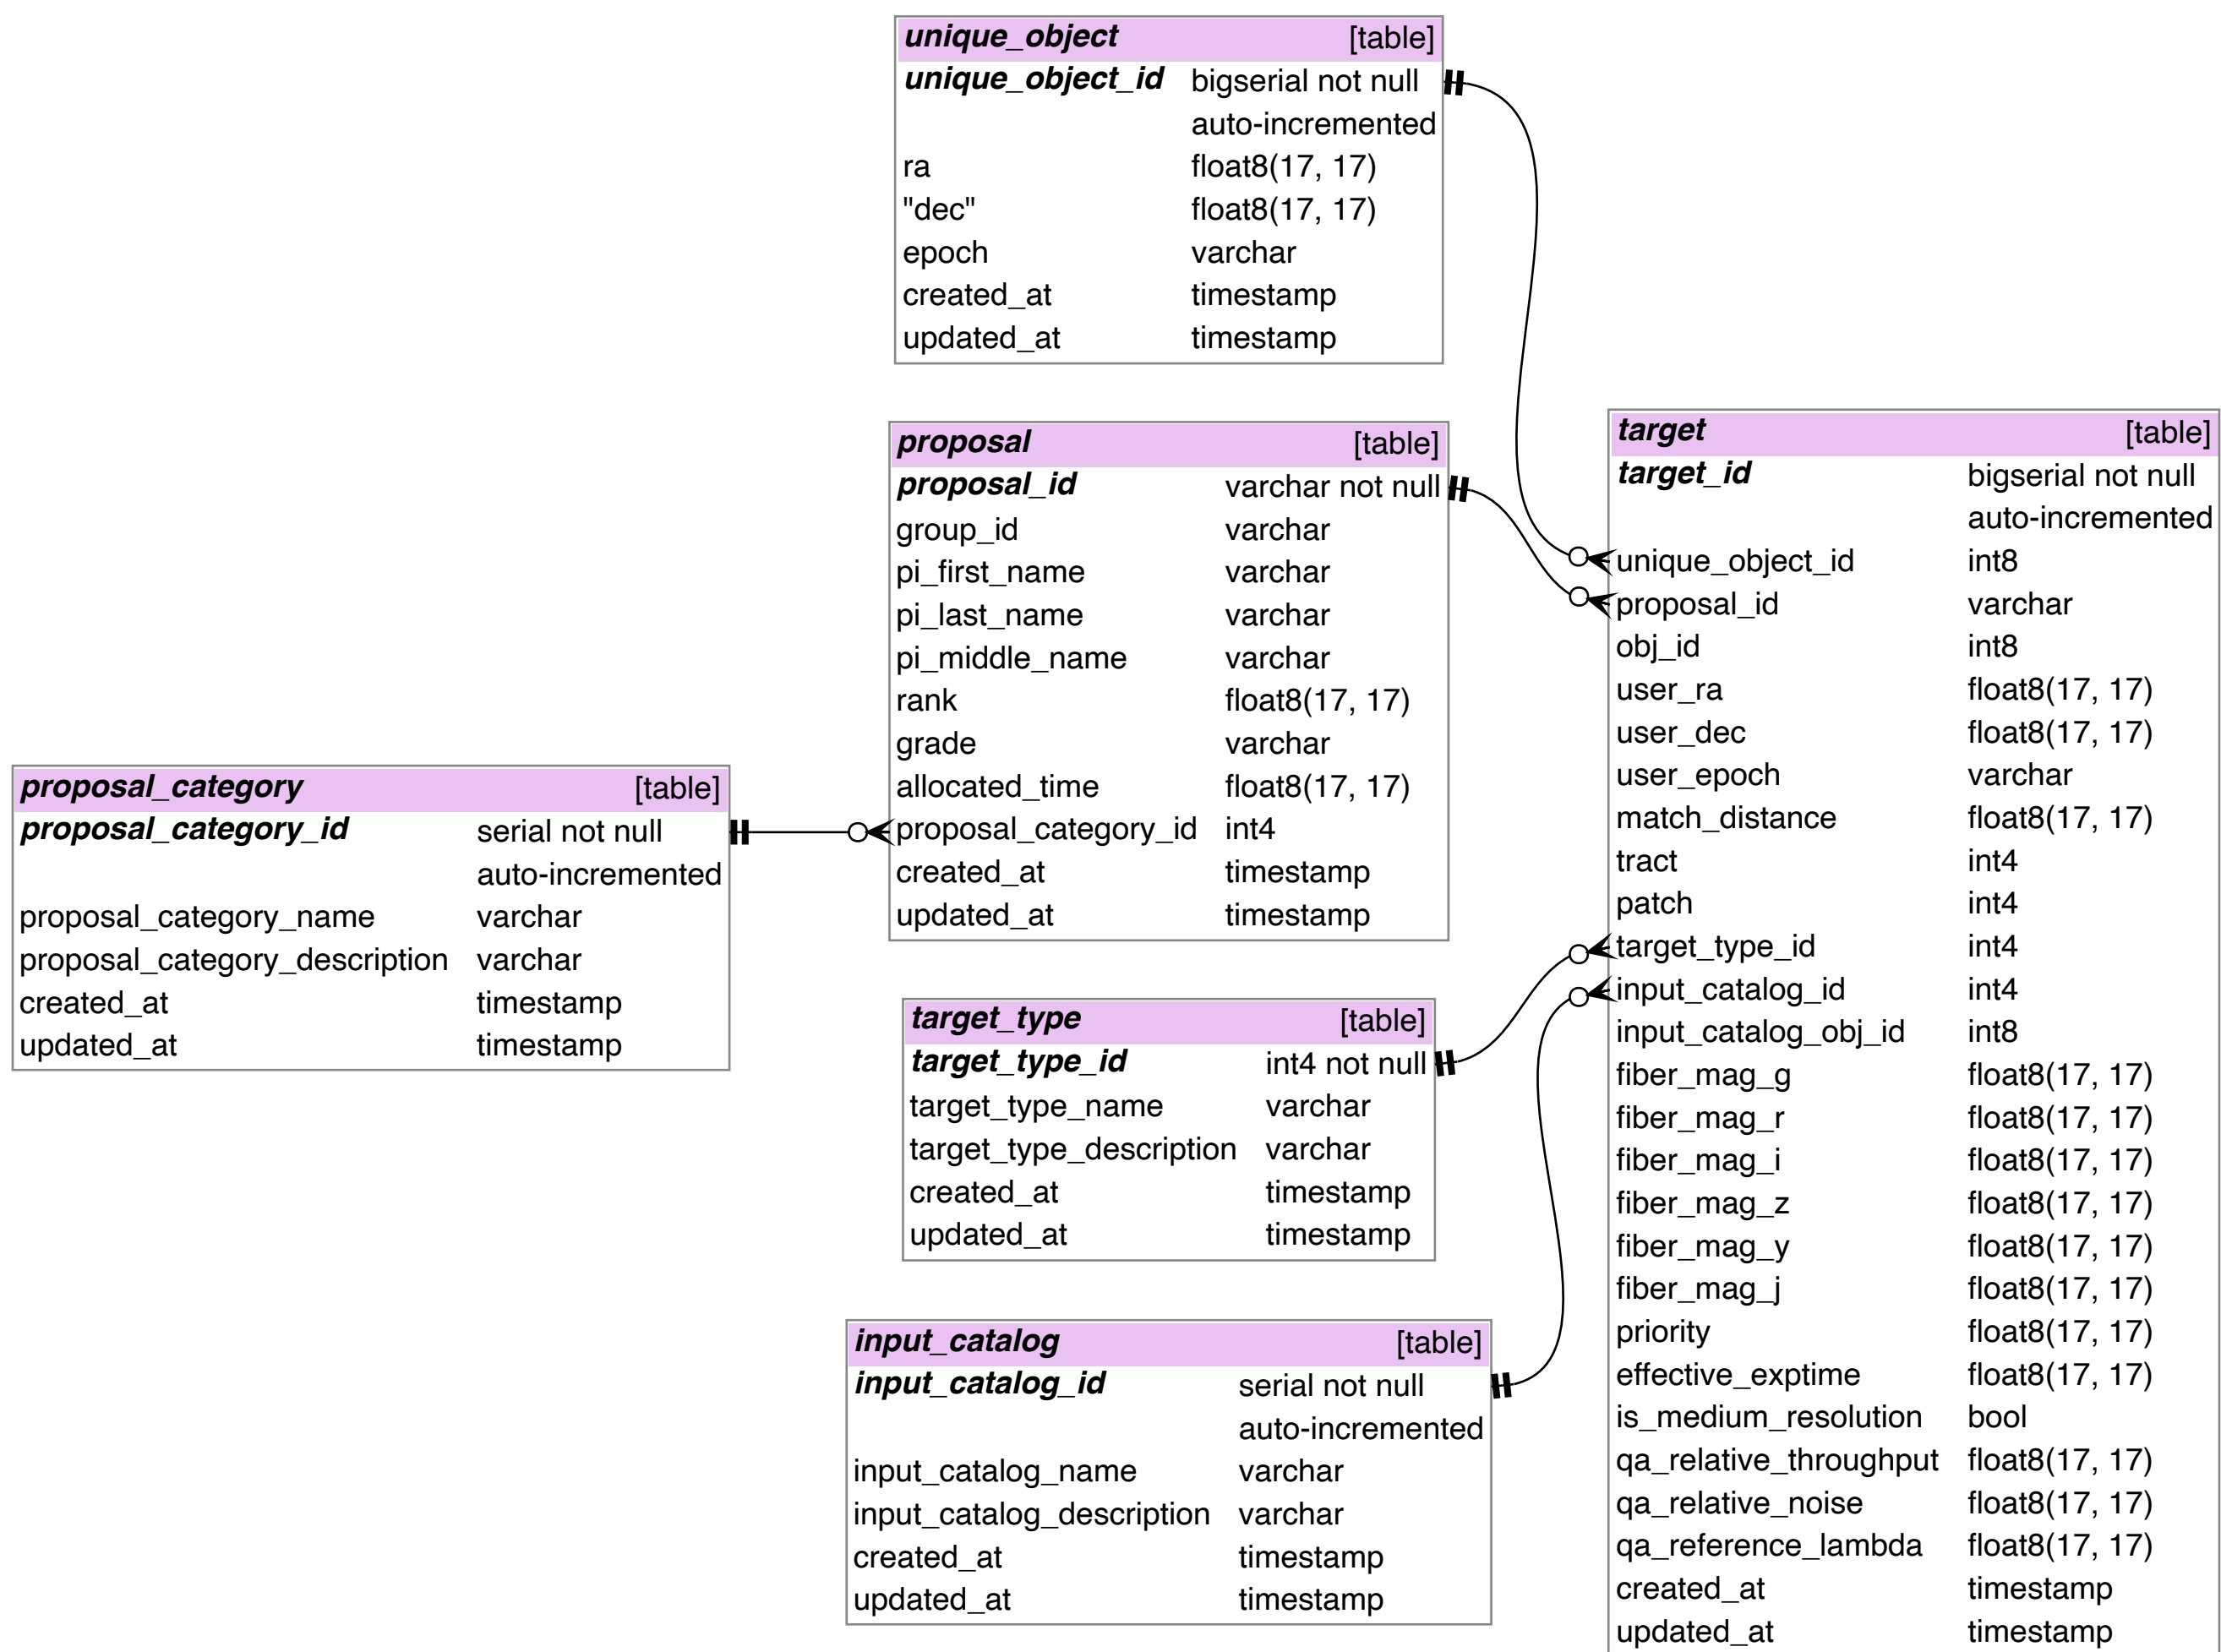 unique_object [table]
unique_object_id bigserial not null
auto-incremented
ra float8(17, 17)
"dec" float8(17, 17)
epoch varchar
created_at timestamp
updated_at timestamp
proposal [table]
proposal_id varchar not null
group_id varchar
pi_first_name varchar
pi_last_name varchar
pi_middle_name varchar
rank float8(17, 17)
grade varchar
allocated_time float8(17, 17)
proposal_category_id int4
created_at timestamp
updated_at timestamp
proposal_category [table]
proposal_category_id serial not null
auto-incremented
proposal_category_name varchar
proposal_category_description varchar
created_at timestamp
updated_at timestamp
target_type [table]
target_type_id int4 not null
target_type_name varchar
target_type_description varchar
created_at timestamp
updated_at timestamp
input_catalog [table]
input_catalog_id serial not null
auto-incremented
input_catalog_name varchar
input_catalog_description varchar
created_at timestamp
updated_at timestamp
target [table]
target_id bigserial not null
auto-incremented
unique_object_id int8
proposal_id varchar
obj_id int8
user_ra float8(17, 17)
user_dec float8(17, 17)
user_epoch varchar
match_distance float8(17, 17)
tract int4
patch int4
target_type_id int4
input_catalog_id int4
input_catalog_obj_id int8
fiber_mag_g float8(17, 17)
fiber_mag_r float8(17, 17)
fiber_mag_i float8(17, 17)
fiber_mag_z float8(17, 17)
fiber_mag_y float8(17, 17)
fiber_mag_j float8(17, 17)
priority float8(17, 17)
effective_exptime float8(17, 17)
is_medium_resolution bool
qa_relative_throughput float8(17, 17)
qa_relative_noise float8(17, 17)
qa_reference_lambda float8(17, 17)
created_at timestamp
updated_at timestamp